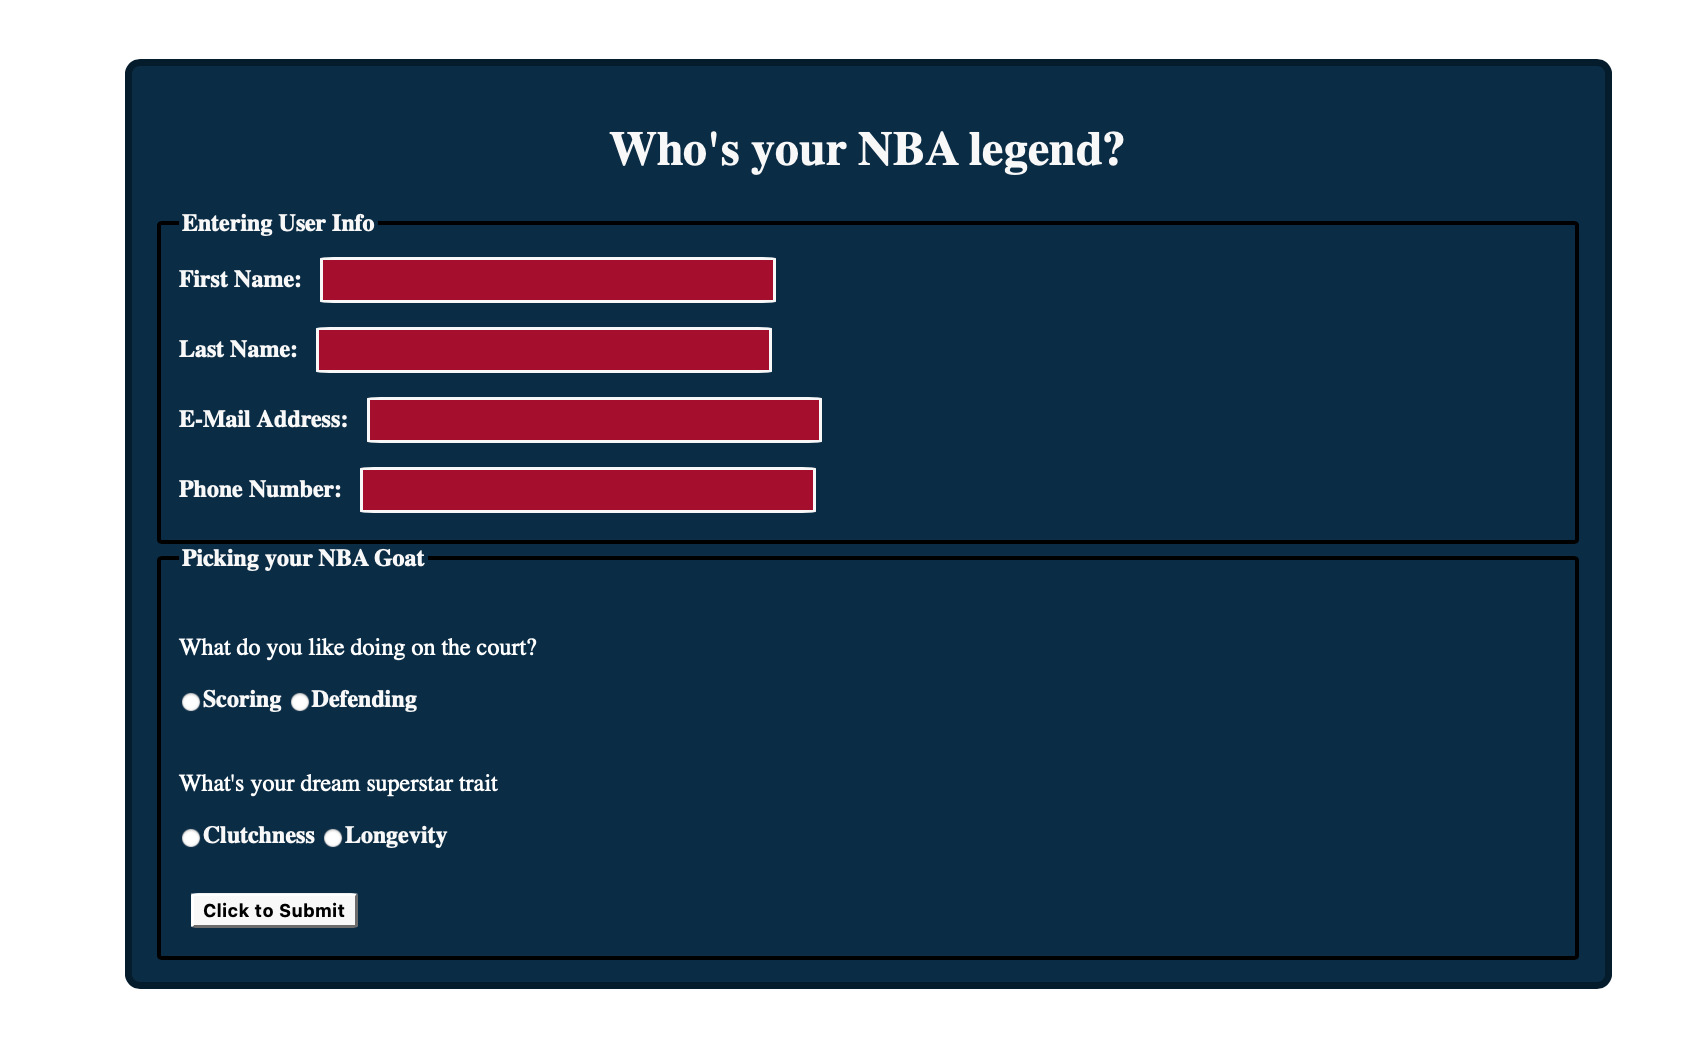 Who's your NBA legend?
Entering User Info
First Name:
Last Name:
E-Mail Address:
Phone Number:
Picking your NBA Goat
What do you like doing on the court?
Scoring Defending
What's your dream superstar trait
Clutchness Longevity
Click to Submit